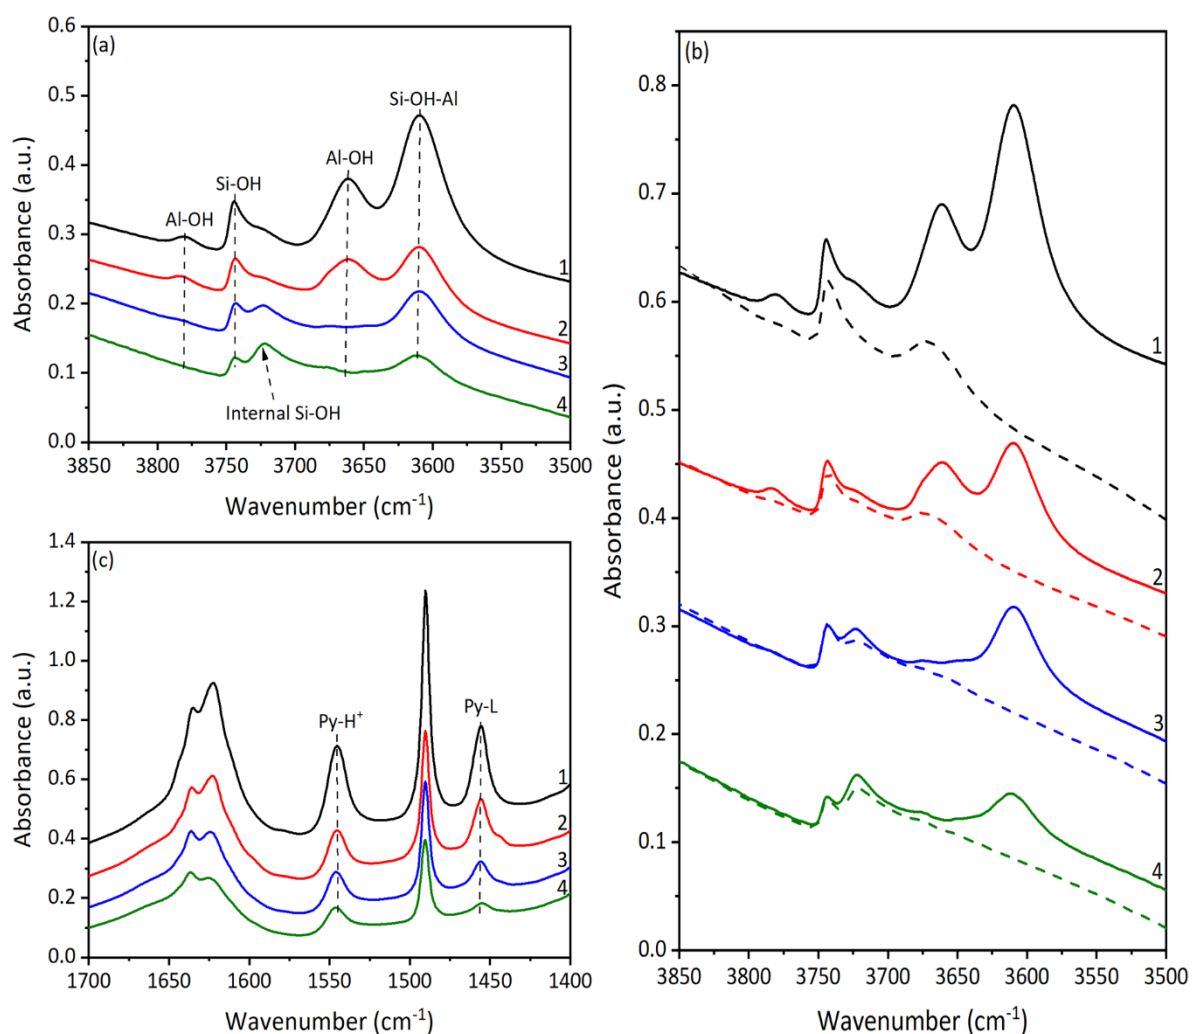 (a)
0.6
0.5
0.4
0.3
0.2
0.1
0.0
Absorbance (a.u.)
Al-OH
Si-OH
Al-OH
Si-OH-Al
Internal Si-OH
1
2
3
4
3850 3800 3750 3700 3650 3600 3550 3500
Wavenumber (cm-1)
(b)
0.8
0.7
0.6
0.5
0.4
0.3
0.2
0.1
0.0
Absorbance (a.u.)
1
2
3
4
3850 3800 3750 3700 3650 3600 3550 3500
Wavenumber (cm-1)
(c)
1.4
1.2
1.0
0.8
0.6
0.4
0.2
0.0
Absorbance (a.u.)
Py-H+
Py-L
1
2
3
4
1700 1650 1600 1550 1500 1450 1400
Wavenumber (cm-1)